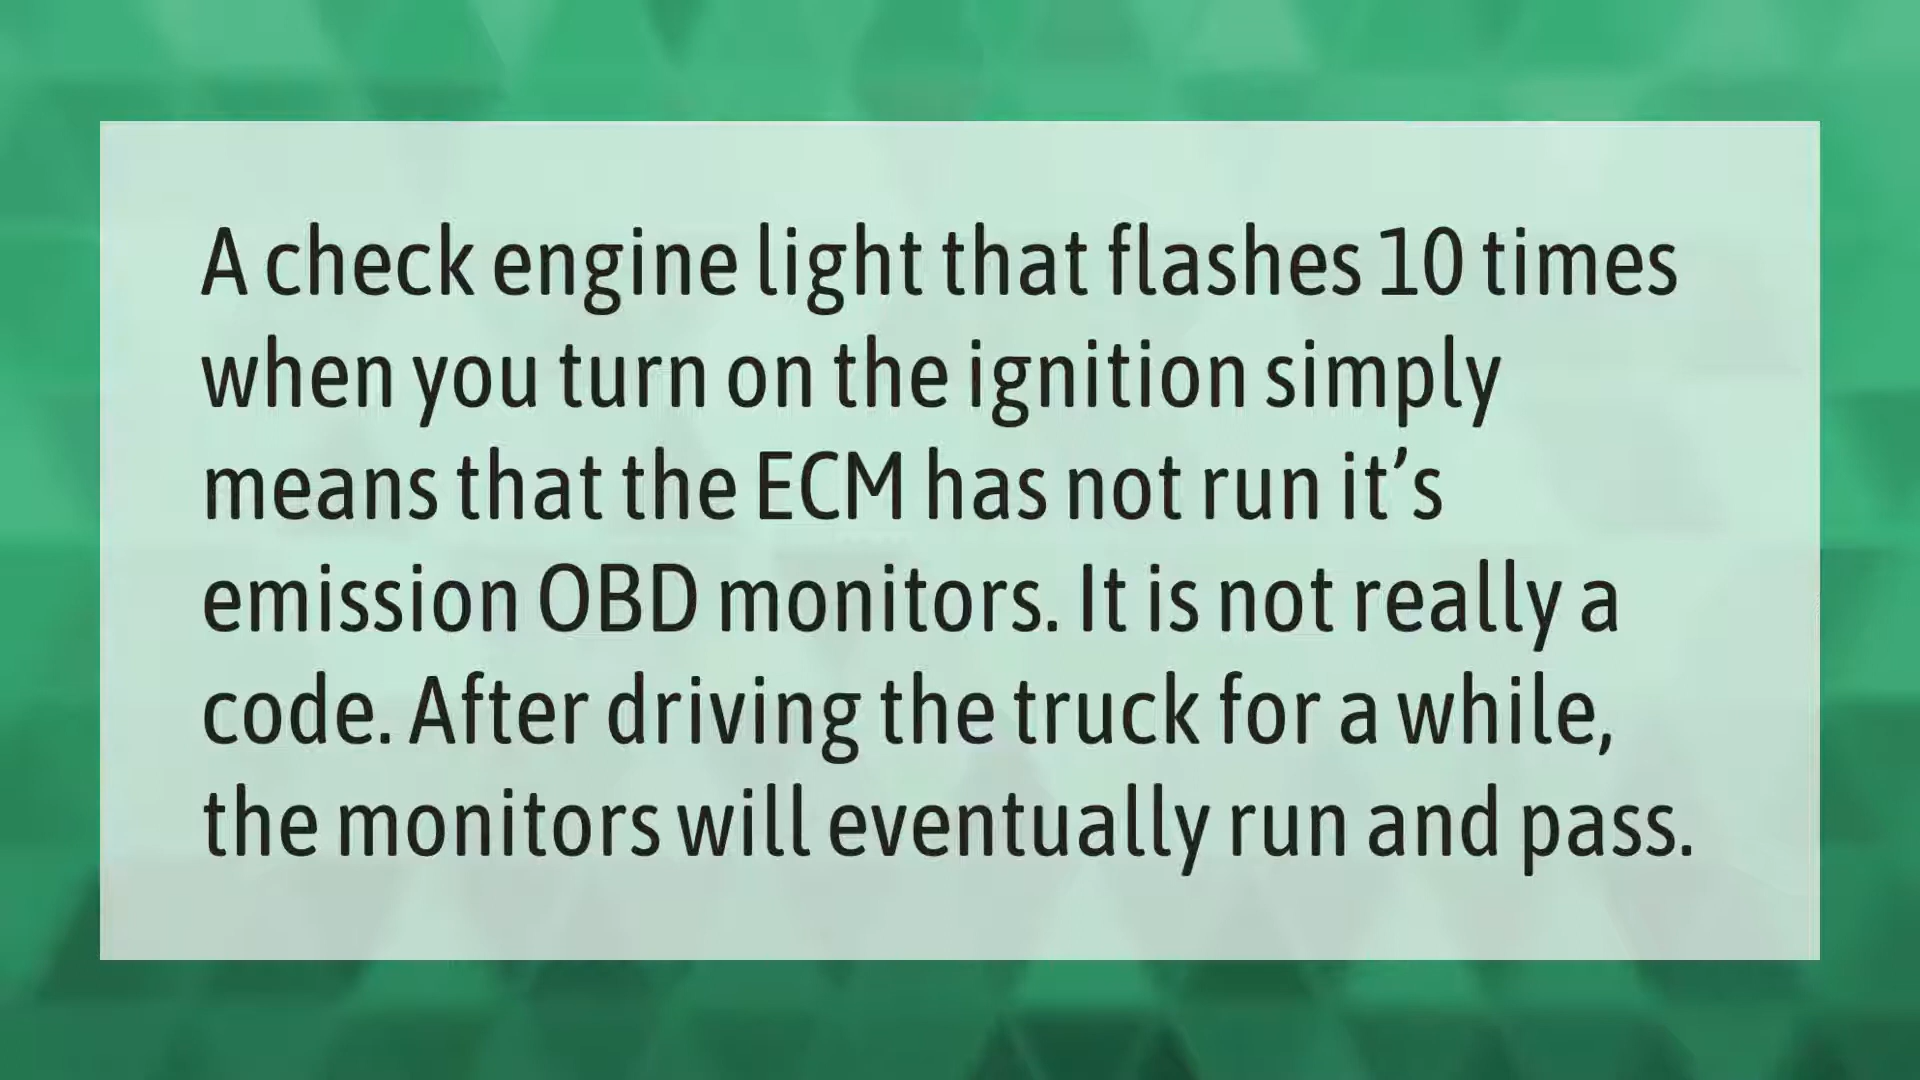 A check engine light that flashes 10 times
when you turn on the ignition simply
means that the ECM has not run it’s
emission OBD monitors. It is not really a
code. After driving the truck for a while,
the monitors will eventually run and pass.